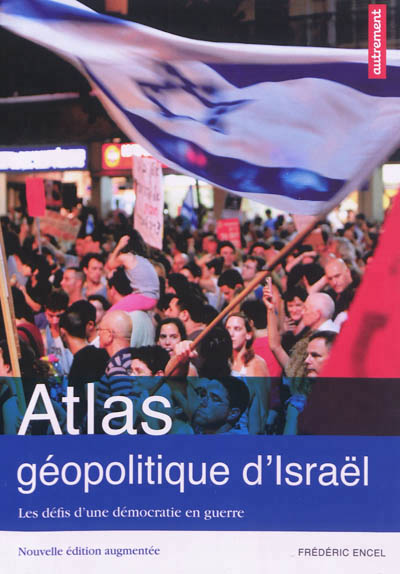 autrement
Atlas
géopolitique d'Israël
Les défis d'une démocratie en guerre
Nouvelle édition augmentée
FRÉDÉRIC ENCEL